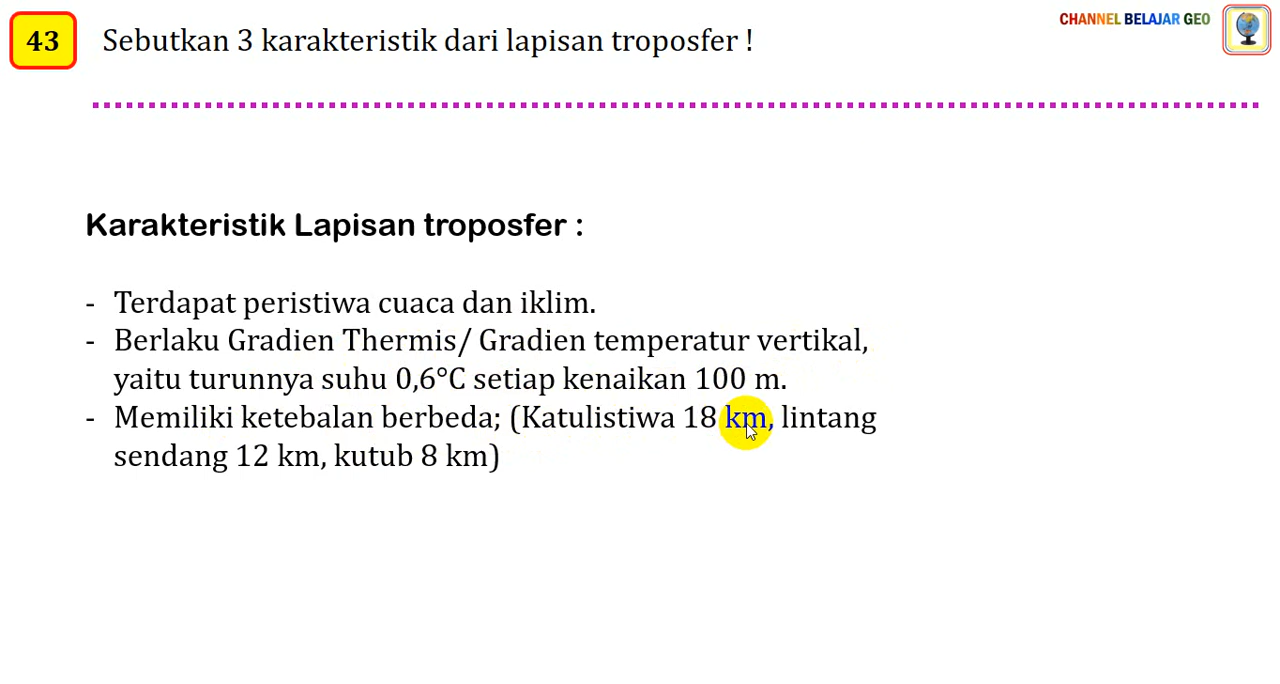 43
Sebutkan 3 karakteristik dari lapisan troposfer !
CHANNEL BELAJAR GEO
Karakteristik Lapisan troposfer :
- Terdapat peristiwa cuaca dan iklim.
- Berlaku Gradien Thermis/ Gradien temperatur vertikal,
yaitu turunnya suhu 0,6°C setiap kenaikan 100 m.
- Memiliki ketebalan berbeda; (Katulistiwa 18 km, lintang
sendang 12 km, kutub 8 km)